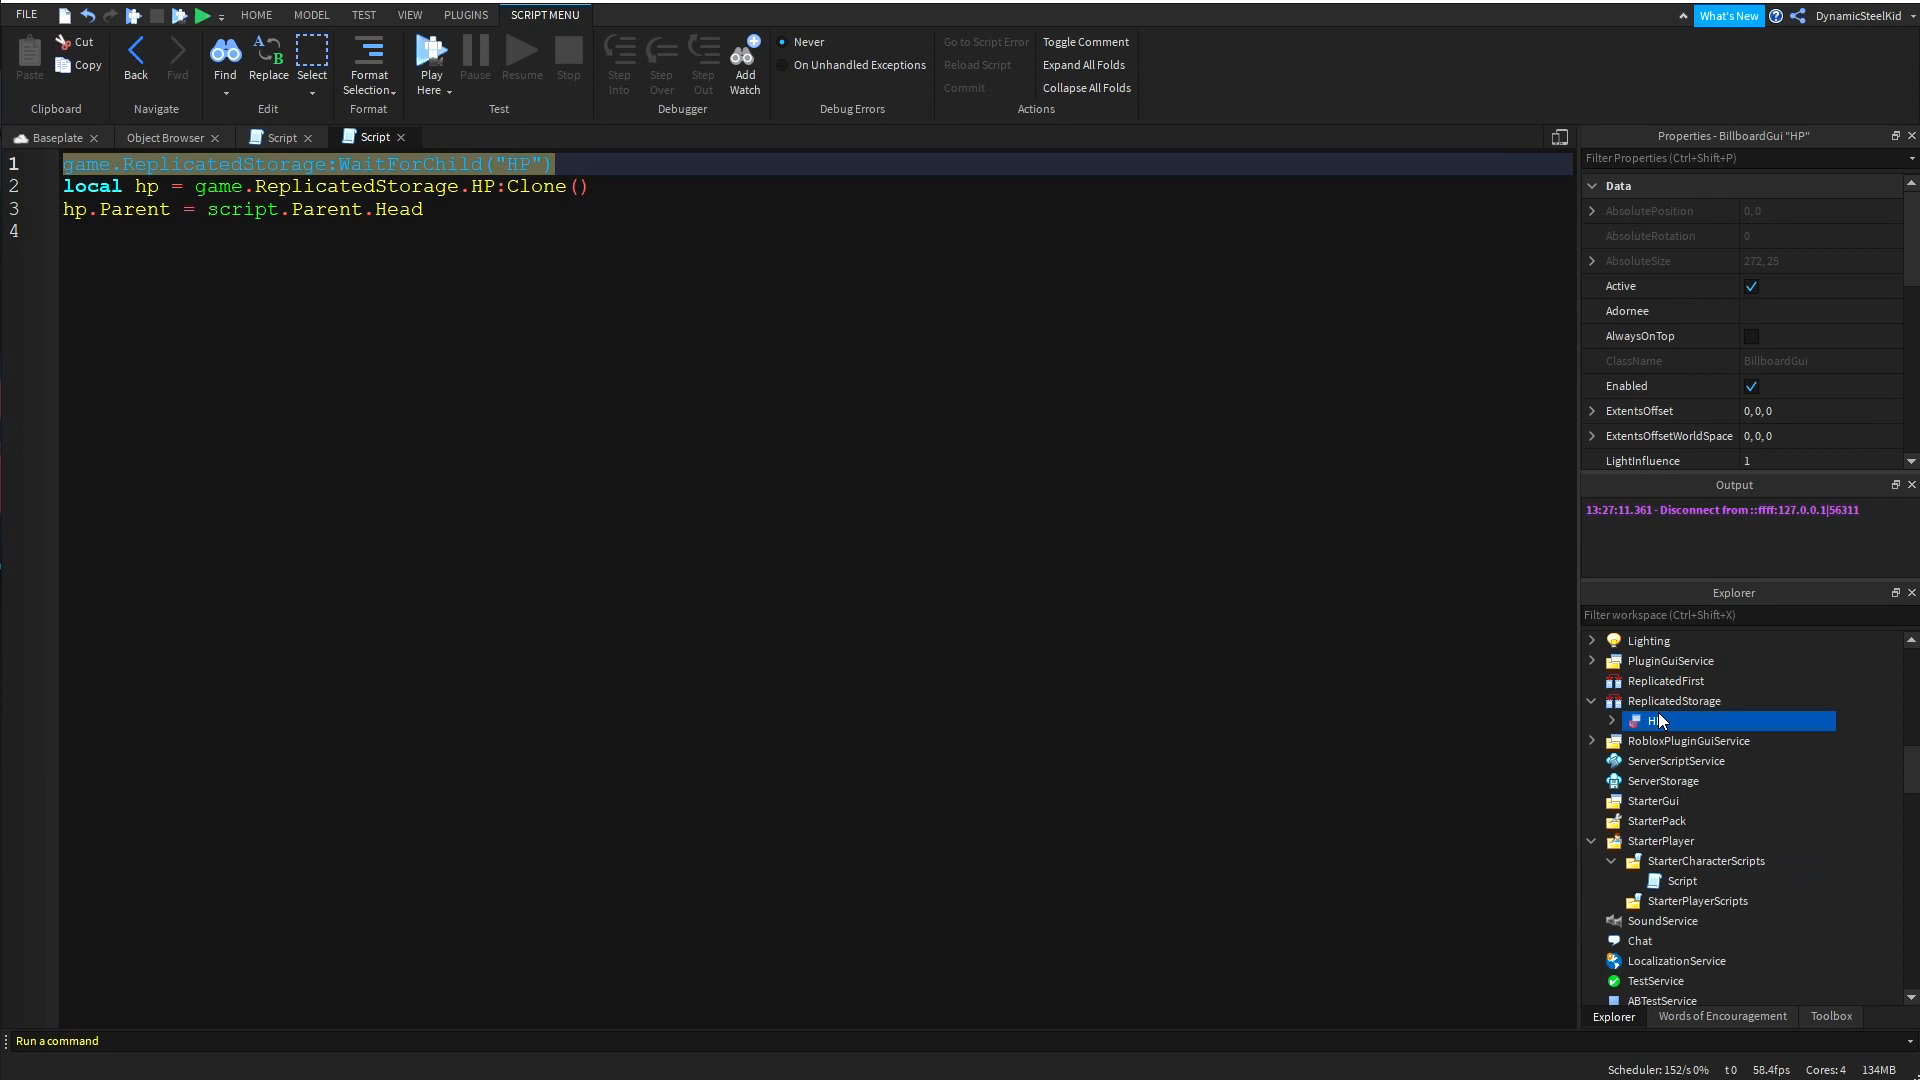 FILE HOME MODEL TEST VIEW PLUGINS SCRIPT MENU What's New DynamicSteelKid
Paste Cut Copy Clipboard
Back Fwd Navigate
Find Replace Select Edit
Format Selection Format
Play Here Pause Resume Stop Test
Step Into Step Over Step Out Add Watch Debugger
Never
On Unhandled Exceptions
Debug Errors
Go to Script Error Toggle Comment
Reload Script Expand All Folds
Commit Collapse All Folds
Actions
Baseplate Object Browser Script Script
1 game.ReplicatedStorage:WaitForChild("HP")
2 local hp = game.ReplicatedStorage.HP:Clone()
3 hp.Parent = script.Parent.Head
4
Properties - BillboardGui "HP"
Filter Properties (Ctrl+Shift+P)
Data
AbsolutePosition 0, 0
AbsoluteRotation 0
AbsoluteSize 272, 25
Active
Adornee
AlwaysOnTop
ClassName BillboardGui
Enabled
ExtentsOffset 0, 0, 0
ExtentsOffsetWorldSpace 0, 0, 0
LightInfluence 1
Output
13:27:11.361 - Disconnect from ::ffff:127.0.0.1|56311
Explorer
Filter workspace (Ctrl+Shift+X)
Lighting
PluginGuiService
ReplicatedFirst
ReplicatedStorage
RobloxPluginGuiService
ServerScriptService
ServerStorage
StarterGui
StarterPack
StarterPlayer
StarterCharacterScripts
Script
StarterPlayerScripts
SoundService
Chat
LocalizationService
TestService
ABTestService
Explorer Words of Encouragement Toolbox
Run a command
Scheduler: 152/s 0% t 0 58.4fps Cores: 4 134MB